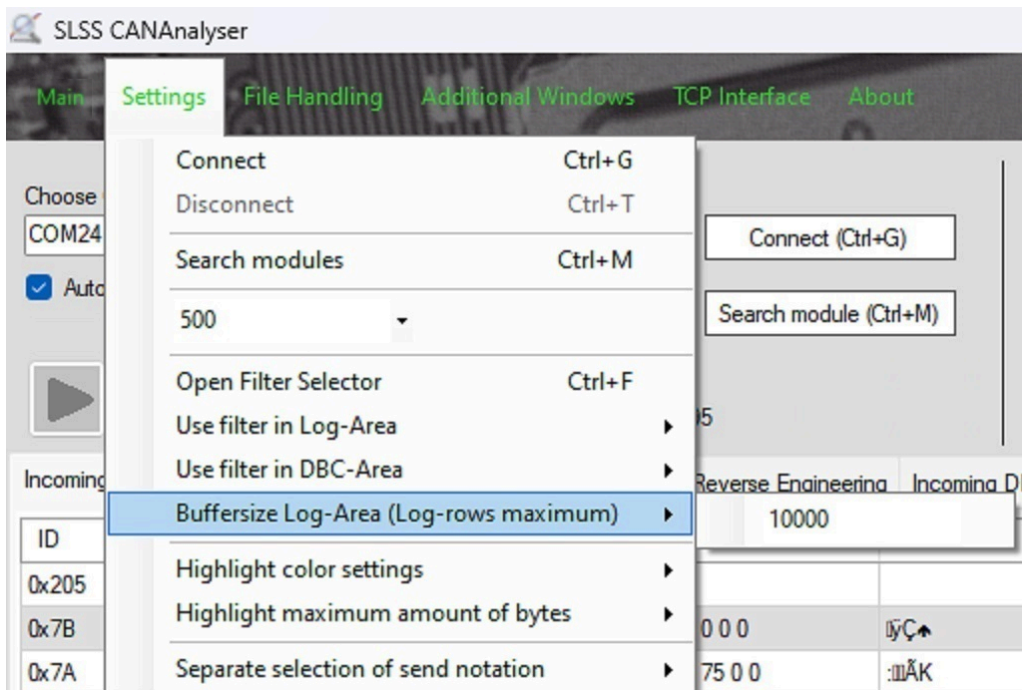 SLSS CANAnalyser
Main Settings File Handling Additional Windows TCP Interface About
Connect Ctrl+G
Choose
Disconnect Ctrl+T
COM24
Connect (Ctrl+G)
Search modules Ctrl+M
Auto
500
Search module (Ctrl+M)
Open Filter Selector Ctrl+F
Use filter in Log-Area
Use filter in DBC-Area
Incoming
Reverse Engineering Incoming D
Buffersize Log-Area (Log-rows maximum)
10000
ID
Highlight color settings
0x205
Highlight maximum amount of bytes
0x7B
0 0 0
Separate selection of send notation
0x7A
75 0 0